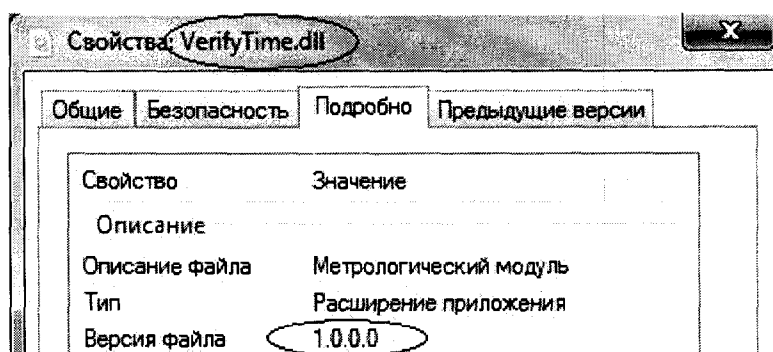 Свойства: VerifyTime.dll
Общие Безопасность Подробно Предыдущие версии
Свойство Значение
Описание
Описание файла Метрологический модуль
Тип Расширение приложения
Версия файла 1.0.0.0